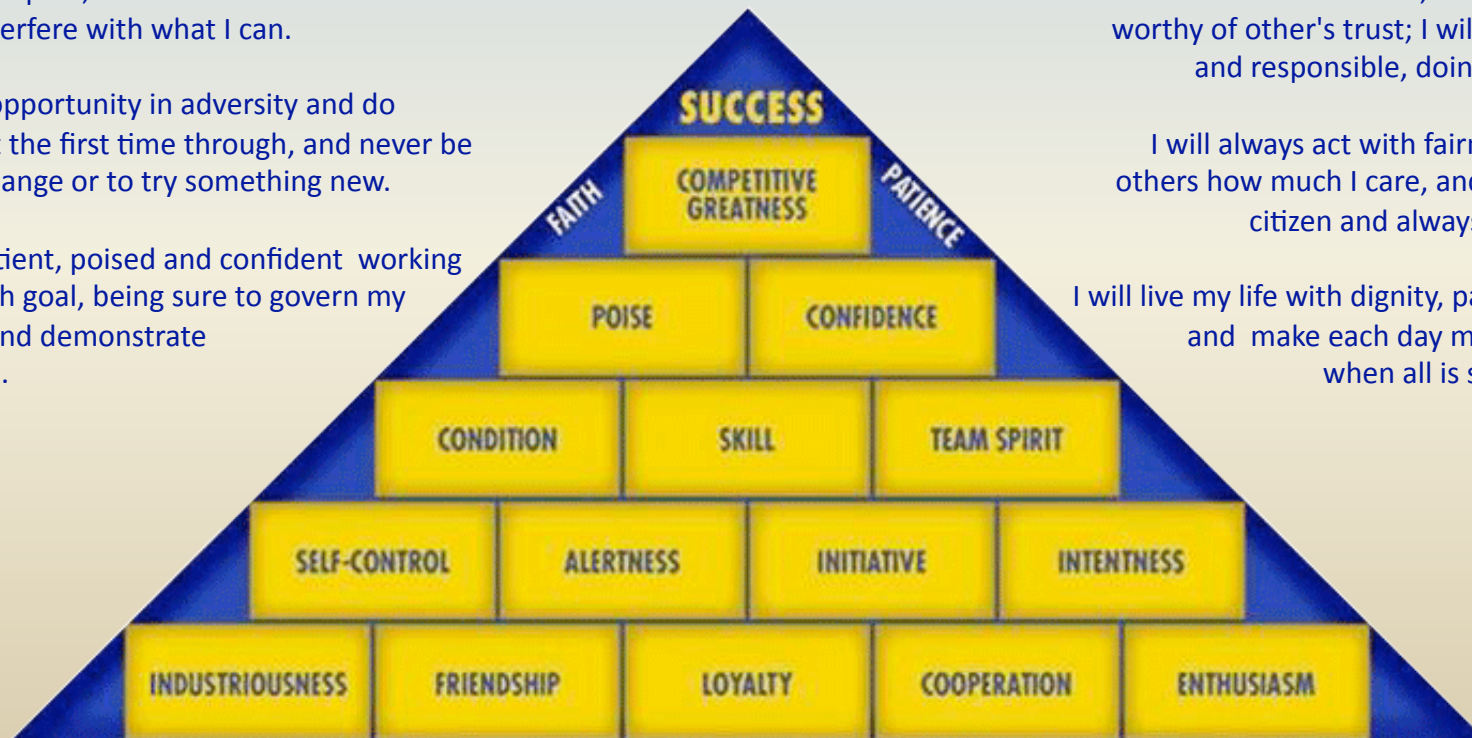 erfere with what I can.
opportunity in adversity and do
t the first time through, and never be
ange or to try something new.
tient, poised and confident working
h goal, being sure to govern my
nd demonstrate
.
SUCCESS
FAITH
PATIENCE
COMPETITIVE
GREATNESS
POISE CONFIDENCE
CONDITION SKILL TEAM SPIRIT
SELF-CONTROL ALERTNESS INITIATIVE INTENTNESS
INDUSTRIOUSNESS FRIENDSHIP LOYALTY COOPERATION ENTHUSIASM
worthy of other's trust; I wil
and responsible, doin
I will always act with fairn
others how much I care, and
citizen and always
I will live my life with dignity, pa
and make each day m
when all is s